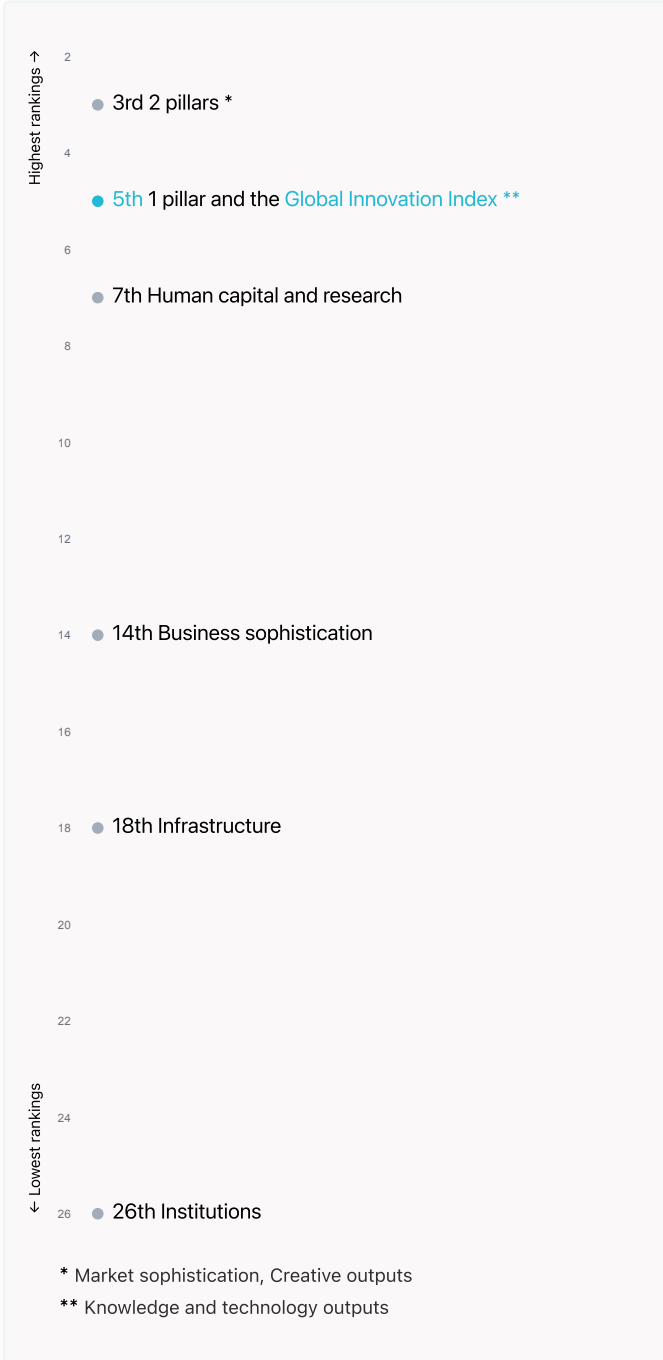 Highest rankings →
2
3rd 2 pillars *
4
5th 1 pillar and the Global Innovation Index **
6
7th Human capital and research
8
10
12
14
14th Business sophistication
16
18
18th Infrastructure
20
22
24
← Lowest rankings
26
26th Institutions
* Market sophistication, Creative outputs
** Knowledge and technology outputs